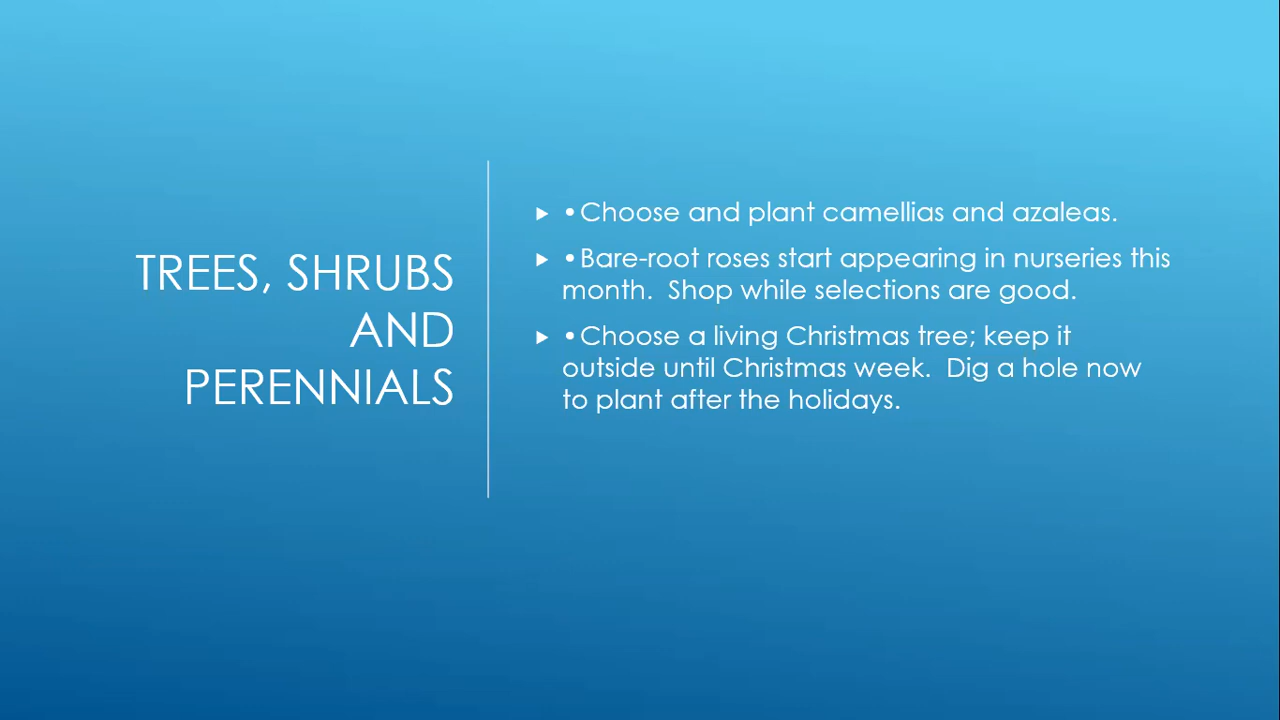 TREES, SHRUBS
AND
PERENNIALS
• Choose and plant camellias and azaleas.
• Bare-root roses start appearing in nurseries this
month.  Shop while selections are good.
• Choose a living Christmas tree; keep it
outside until Christmas week.  Dig a hole now
to plant after the holidays.